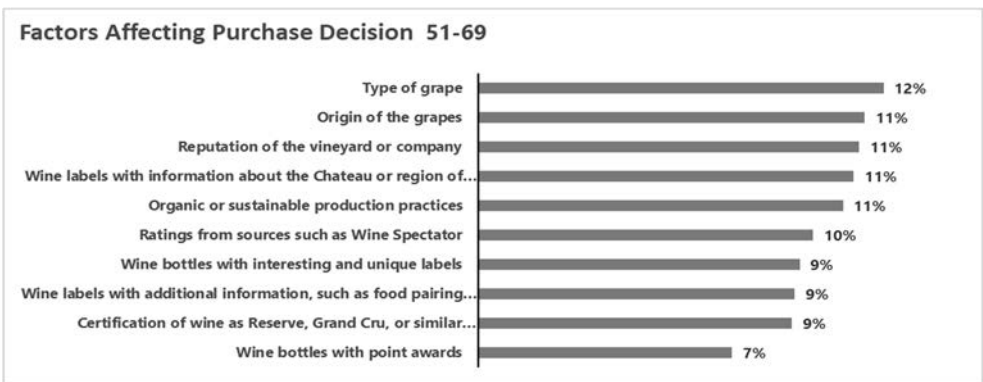 Factors Affecting Purchase Decision 51-69
Type of grape 12%
Origin of the grapes 11%
Reputation of the vineyard or company 11%
Wine labels with information about the Chateau or region of... 11%
Organic or sustainable production practices 11%
Ratings from sources such as Wine Spectator 10%
Wine bottles with interesting and unique labels 9%
Wine labels with additional information, such as food pairing... 9%
Certification of wine as Reserve, Grand Cru, or similar... 9%
Wine bottles with point awards 7%